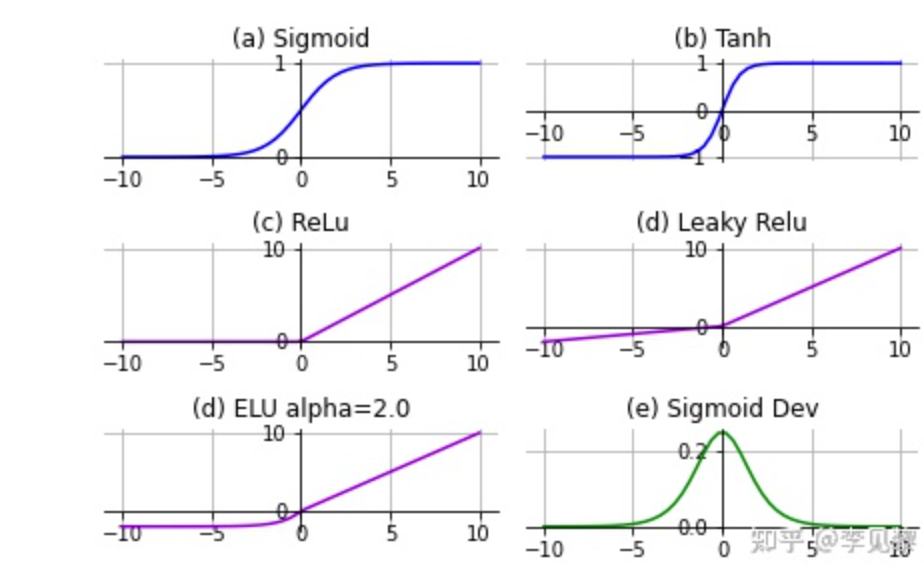 (a) Sigmoid
1
0
−10 −5 0 5 10
(b) Tanh
1
0
−10 −5 0 5 10
−1
(c) ReLu
10
0
−10 −5 0 5 10
(d) Leaky Relu
10
0
−10 −5 0 5 10
(d) ELU alpha=2.0
10
0
−10 −5 0 5 10
(e) Sigmoid Dev
0.2
0.0
−10 −5 0 5 10
知乎 @李见